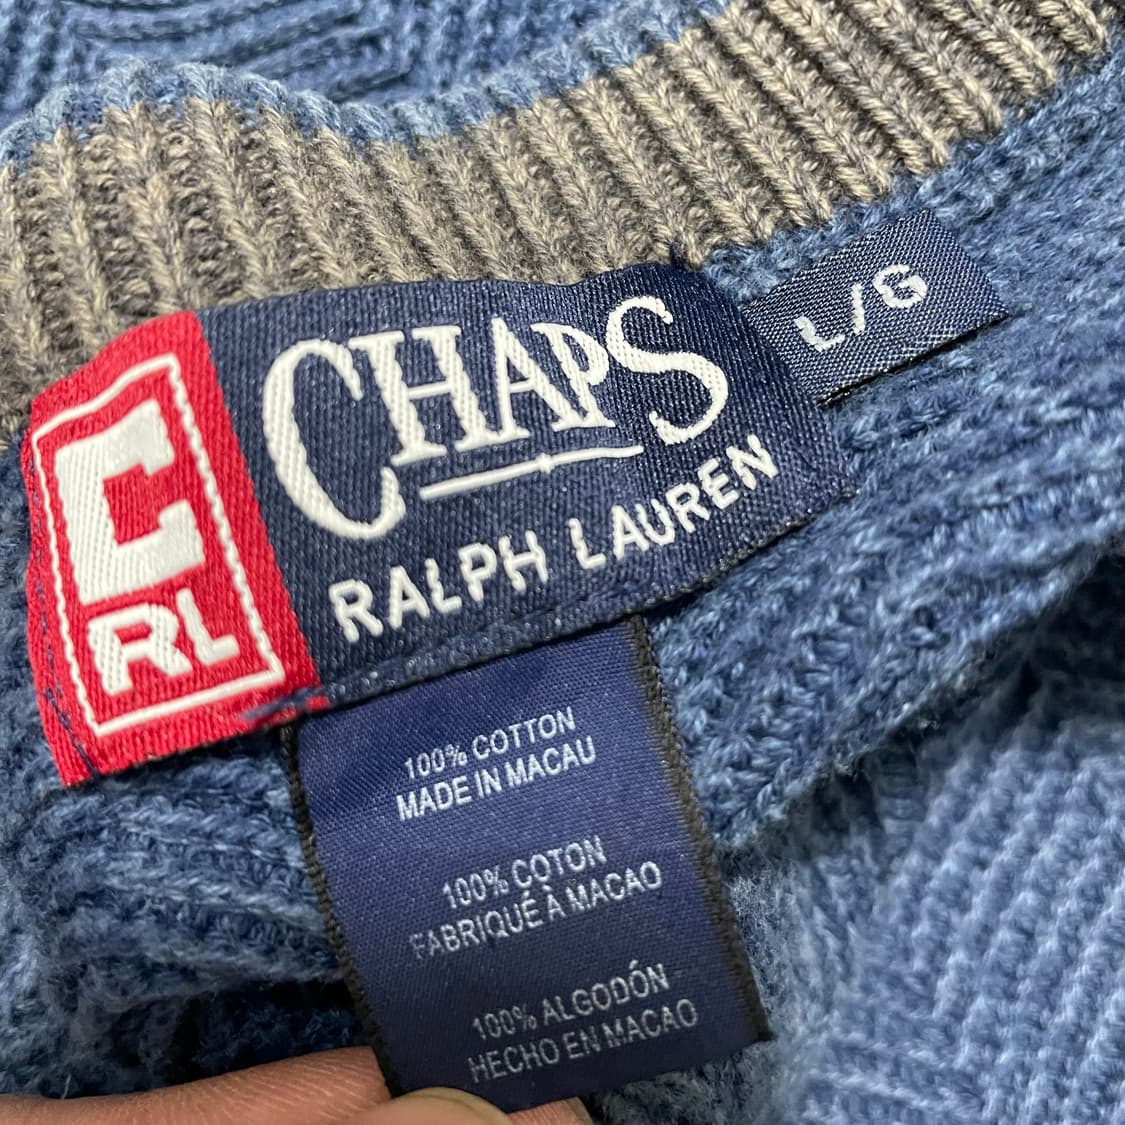 C
RL
CHAPS
RALPH LAUREN
L/G
100% COTTON
MADE IN MACAU
100% COTON
FABRIQUÉ À MACAO
100% ALGODÓN
HECHO EN MACAO